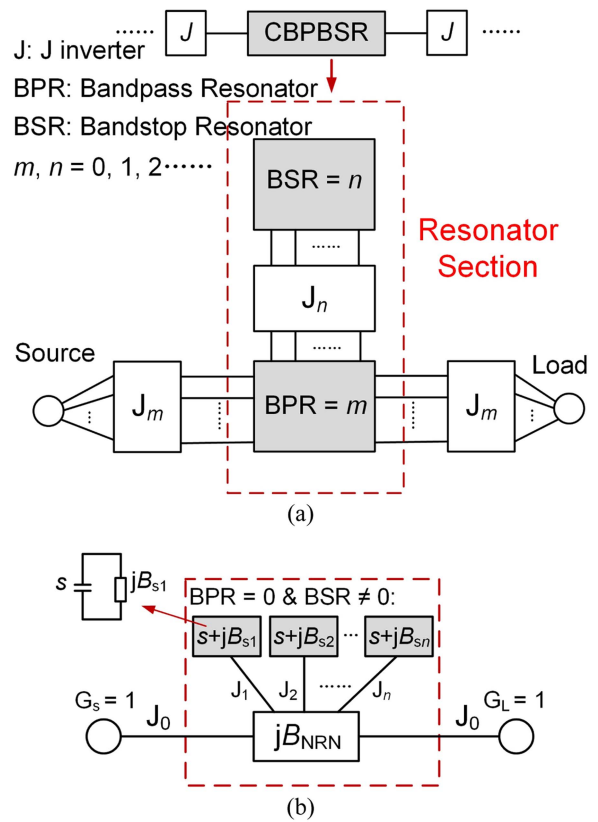 ······ J CBPBSR J ······
J: J inverter
BPR: Bandpass Resonator
BSR: Bandstop Resonator
m, n = 0, 1, 2······
BSR = n
······
Resonator
Section
Jn
······
Source
Load
Jm
BPR = m
Jm
(a)
s
jBs1
BPR = 0 & BSR ≠ 0:
s+jBs1 s+jBs2 ··· s+jBsn
J1 J2 ······ Jn
Gs = 1
GL = 1
J0
jBNRN
J0
(b)